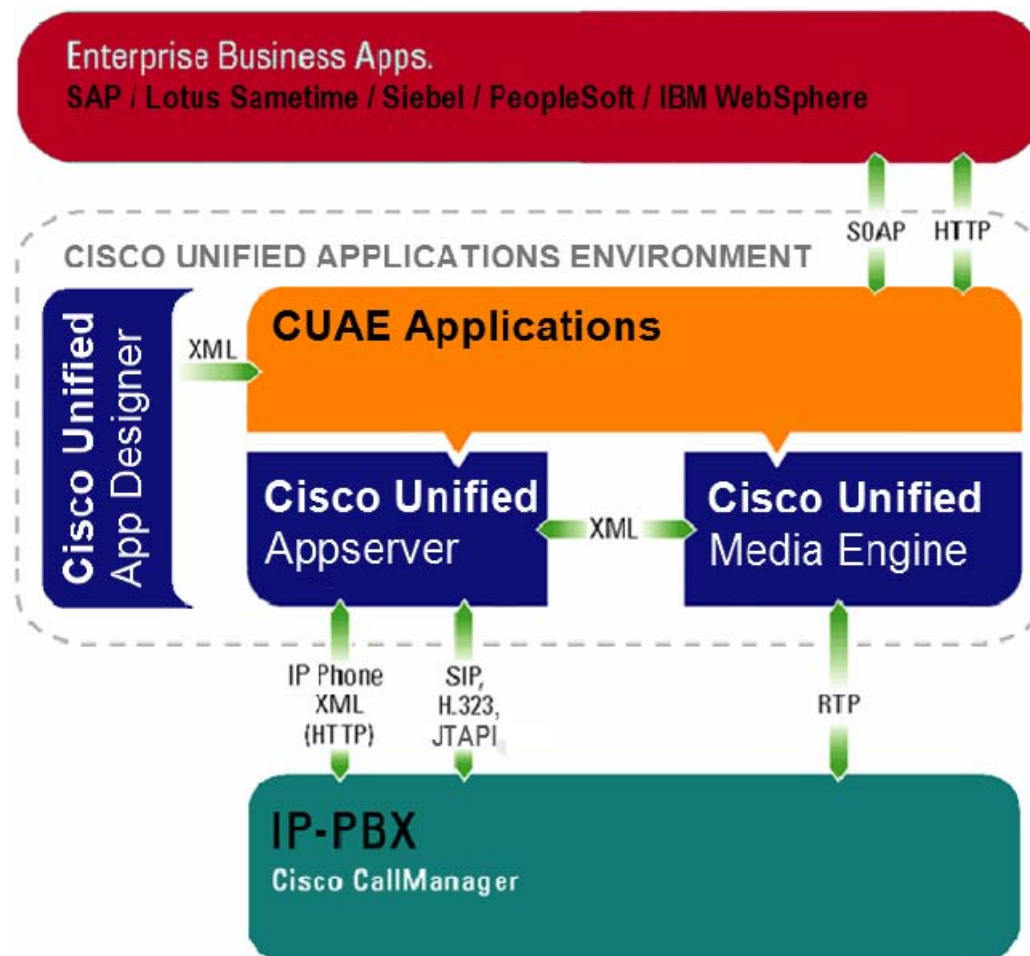 Enterprise Business Apps.
SAP / Lotus Sametime / Siebel / PeopleSoft / IBM WebSphere
SOAP
HTTP
CISCO UNIFIED APPLICATIONS ENVIRONMENT
Cisco Unified
App Designer
XML
CUAE Applications
Cisco Unified
Appserver
XML
Cisco Unified
Media Engine
IP Phone
XML
(HTTP)
SIP,
H.323,
JTAPI
RTP
IP-PBX
Cisco CallManager